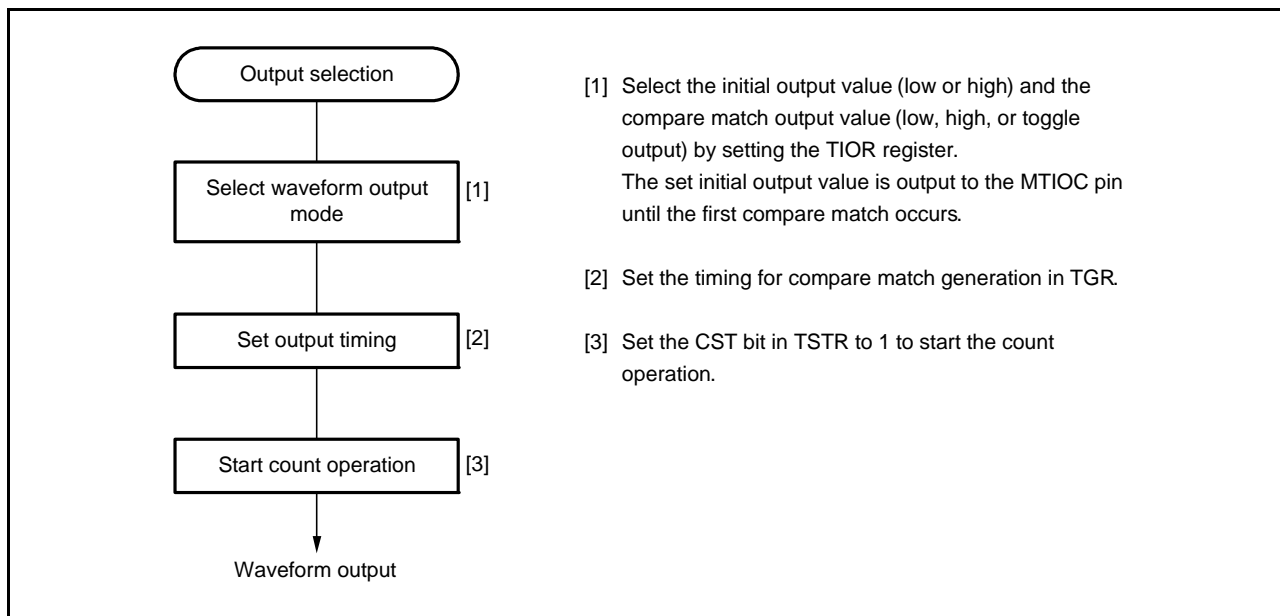 Output selection
Select waveform output
mode
[1]
Set output timing
[2]
Start count operation
[3]
Waveform output
[1] Select the initial output value (low or high) and the
compare match output value (low, high, or toggle
output) by setting the TIOR register.
The set initial output value is output to the MTIOC pin
until the first compare match occurs.
[2] Set the timing for compare match generation in TGR.
[3] Set the CST bit in TSTR to 1 to start the count
operation.